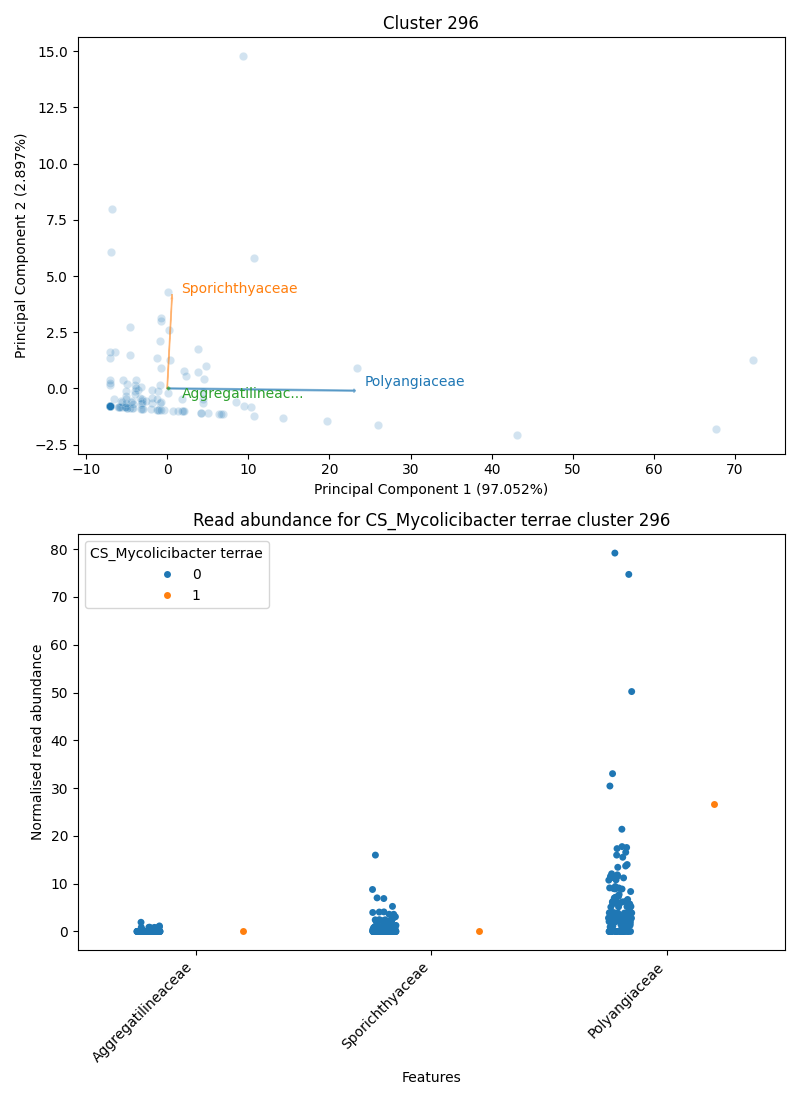 Cluster 296
15.0
12.5
10.0
7.5
5.0
2.5
0.0
−2.5
Principal Component 2 (2.897%)
Sporichthyaceae
Polyangiaceae
Aggregatilineac...
−10
0
10
20
30
40
50
60
70
Principal Component 1 (97.052%)
Read abundance for CS_Mycolicibacter terrae cluster 296
CS_Mycolicibacter terrae
0
1
80
70
60
50
40
30
20
10
0
Normalised read abundance
Aggregatilineaceae
Sporichthyaceae
Polyangiaceae
Features